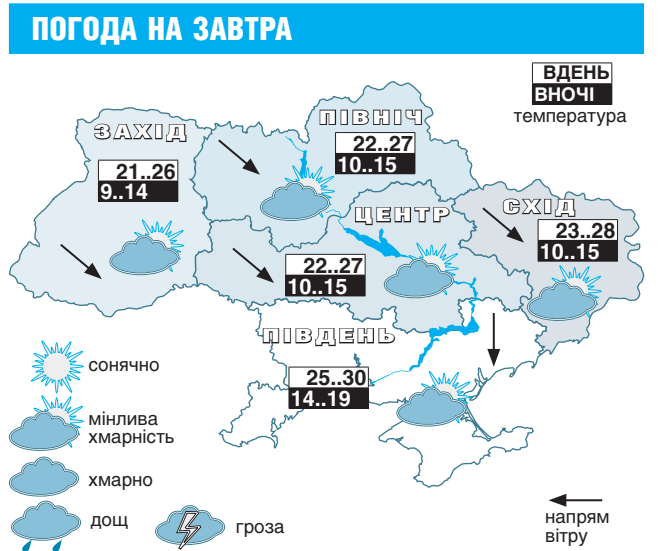 ПОГОДА НА ЗАВТРА
ВДЕНЬ
ВНОЧІ
температура
ЗАХІД
21..26
9..14
ПІВНІЧ
22..27
10..15
ЦЕНТР
22..27
10..15
СХІД
23..28
10..15
ПІВДЕНЬ
25..30
14..19
сонячно
мінлива
хмарність
хмарно
дощ
гроза
напрям
вітру